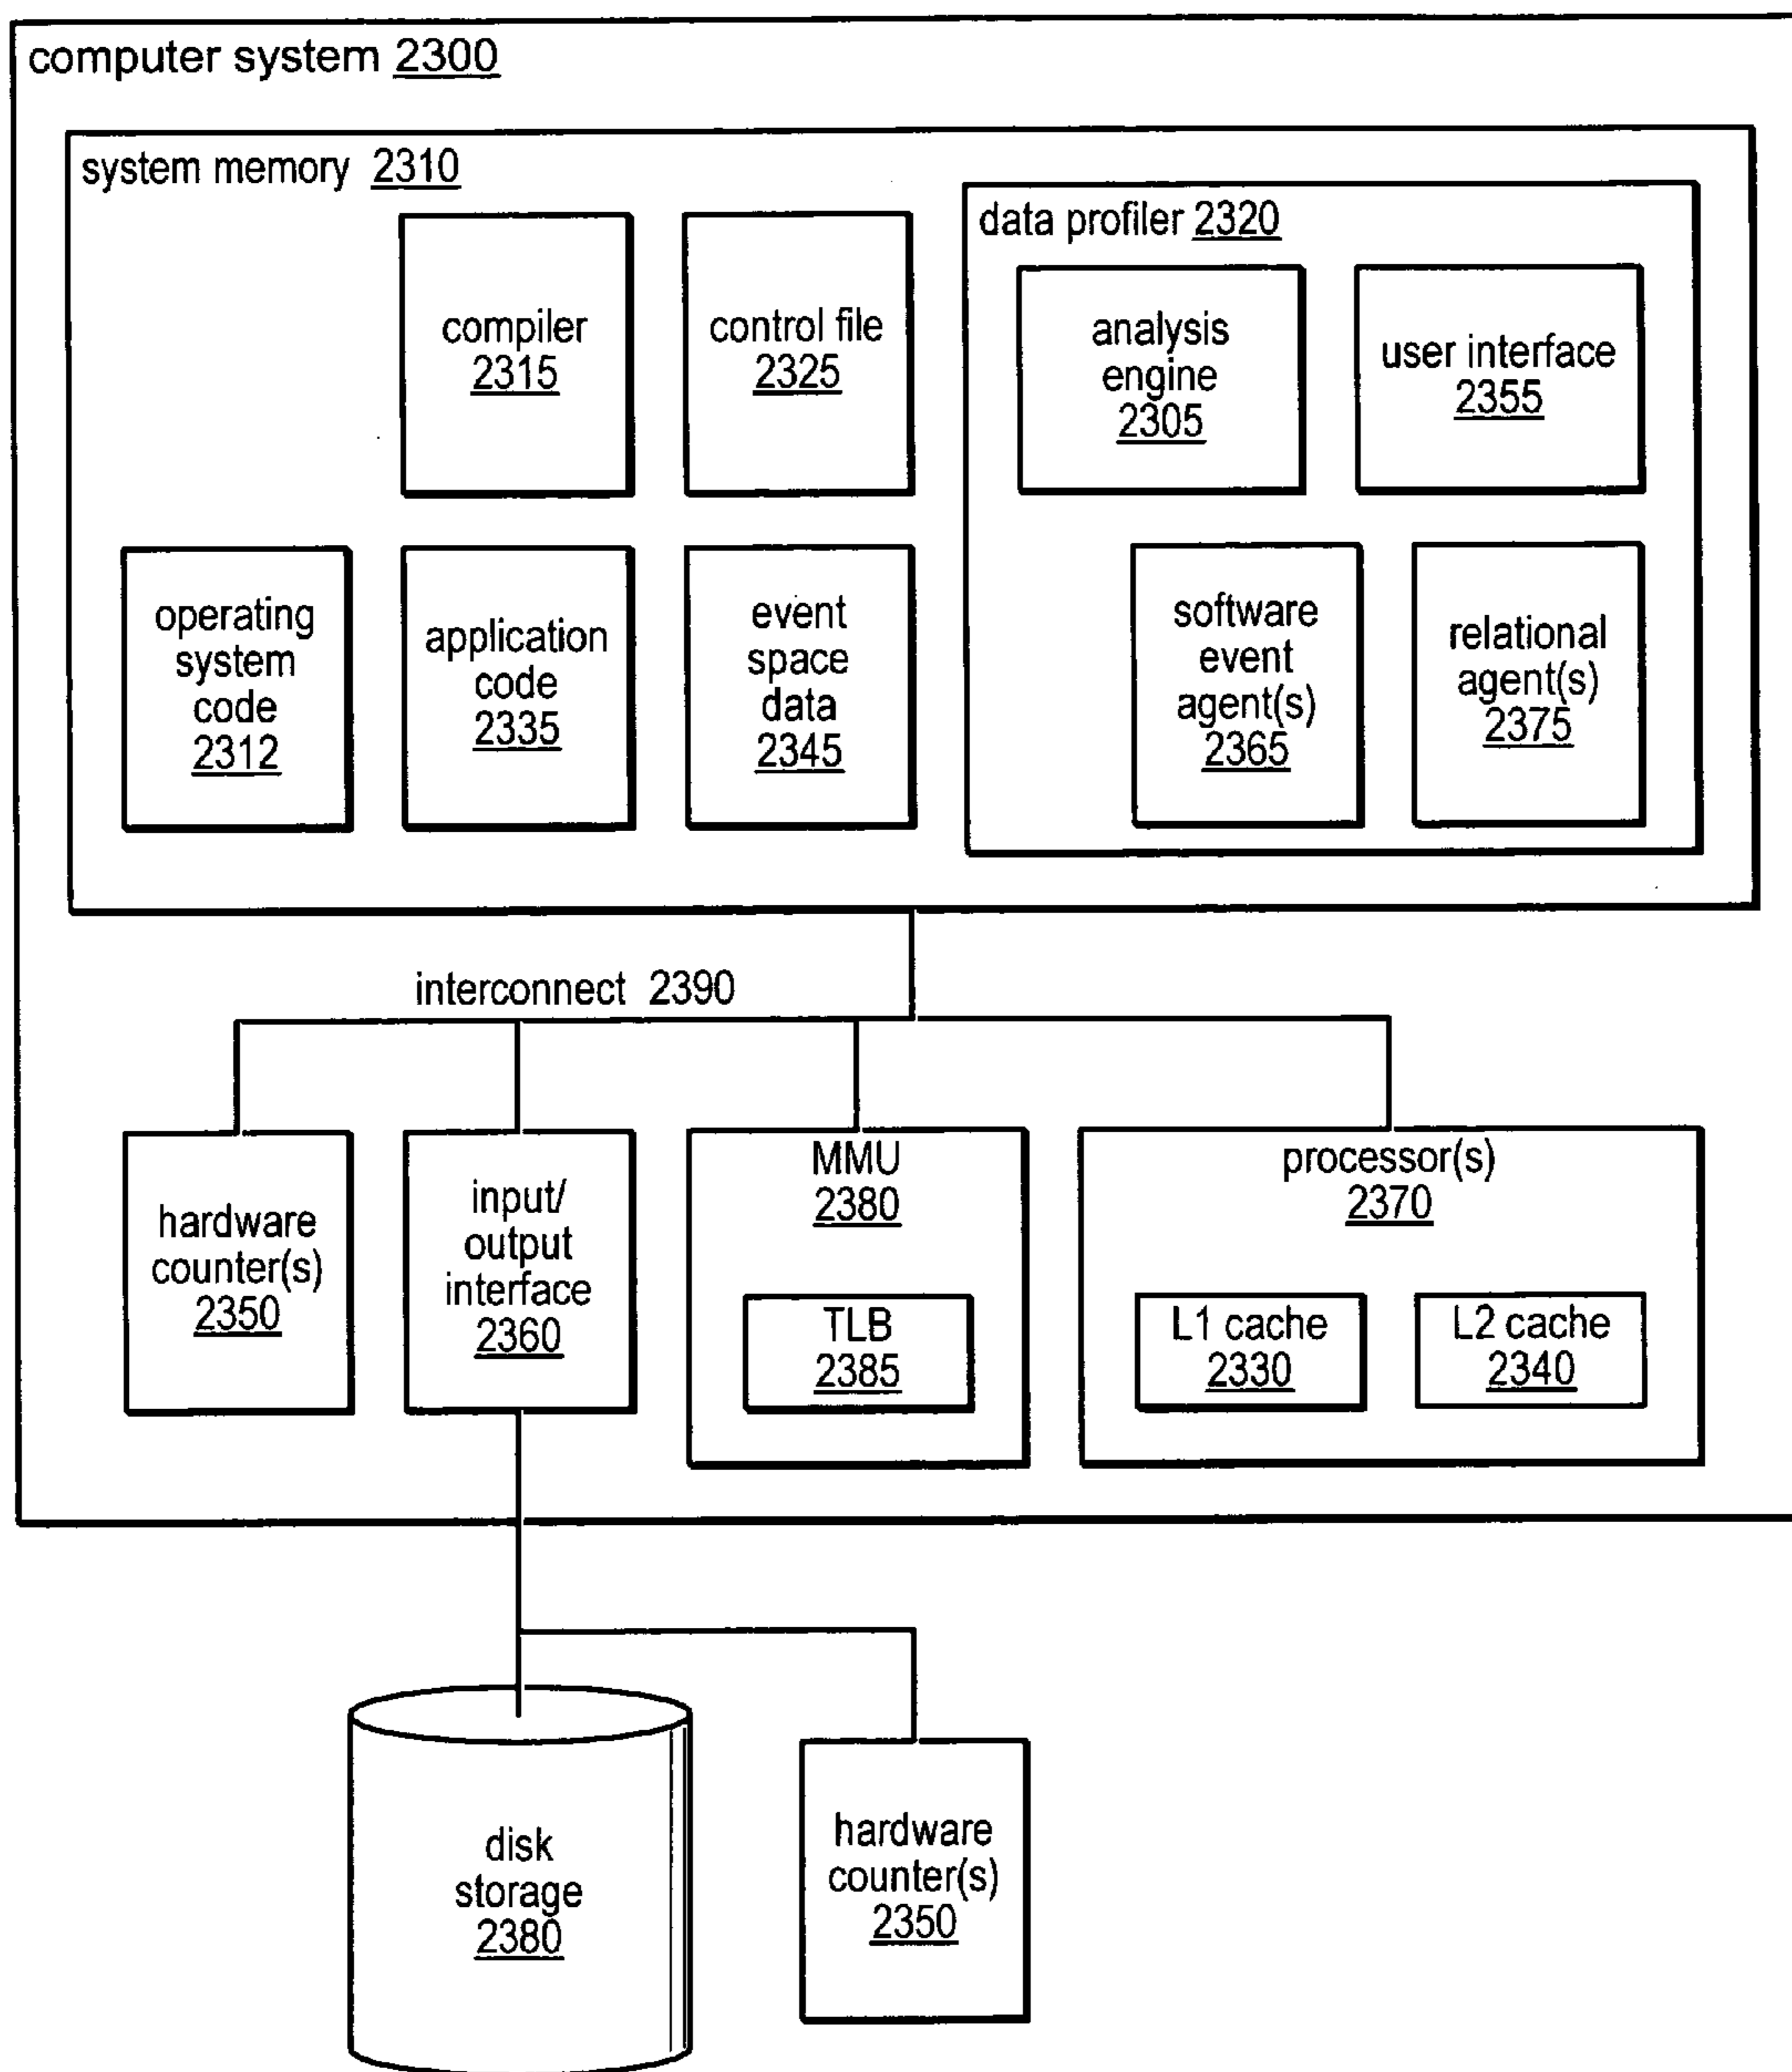 computer system 2300
system memory 2310
data profiler 2320
compiler
2315
control file
2325
analysis
engine
2305
user interface
2355
operating
system
code
2312
application
code
2335
event
space
data
2345
software
event
agent(s)
2365
relational
agent(s)
2375
interconnect 2390
hardware
counter(s)
2350
input/
output
interface
2360
MMU
2380
TLB
2385
processor(s)
2370
L1 cache
2330
L2 cache
2340
disk
storage
2380
hardware
counter(s)
2350